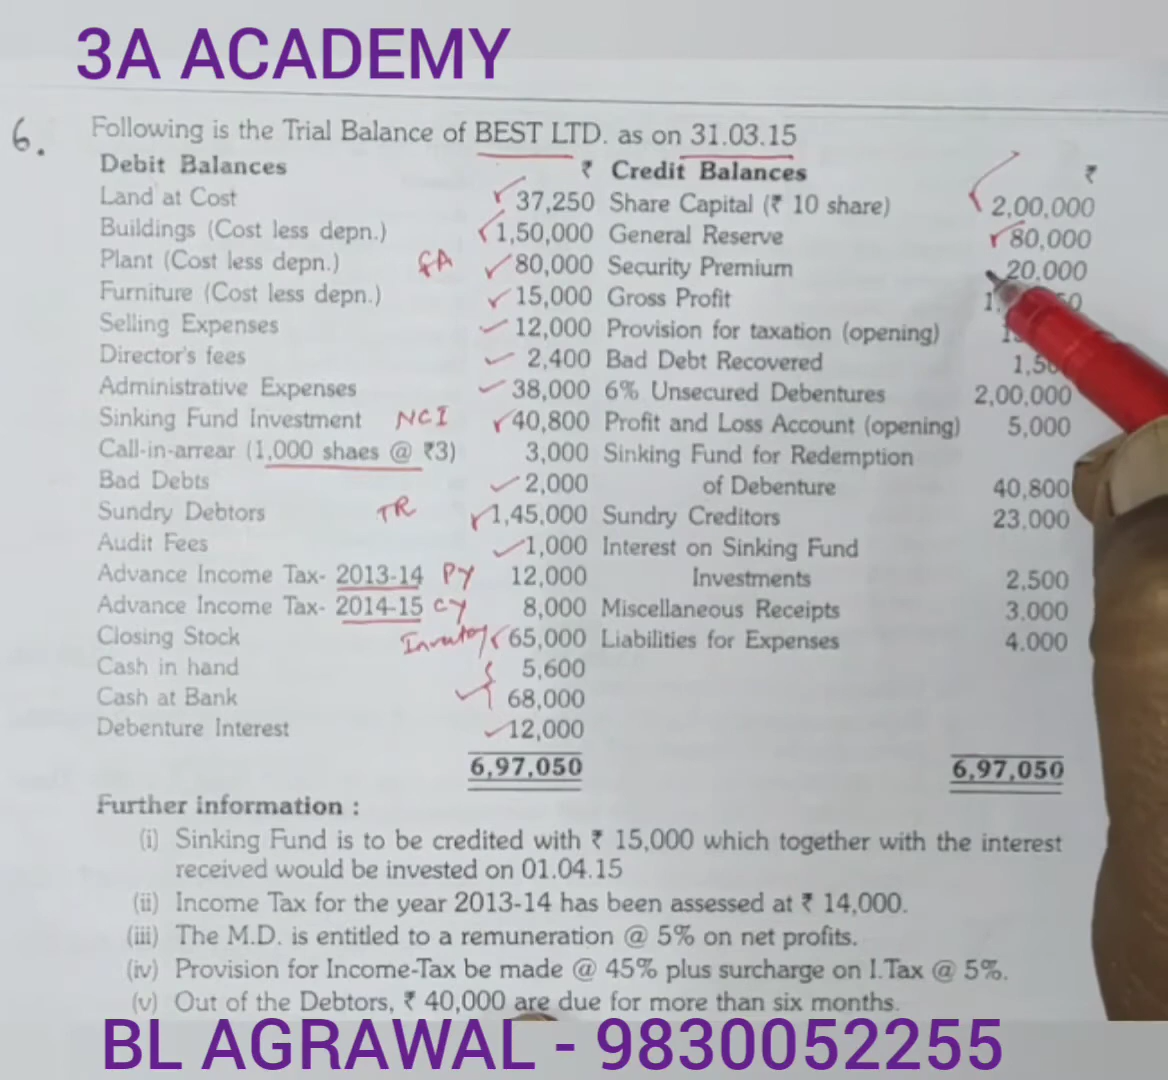 3A ACADEMY
6.
Following is the Trial Balance of BEST LTD. as on 31.03.15
Debit Balances ₹ Credit Balances ₹
Land at Cost 37,250 Share Capital (₹ 10 share) 2,00,000
Buildings (Cost less depn.) 1,50,000 General Reserve 80,000
Plant (Cost less depn.) FA 80,000 Security Premium 20,000
Furniture (Cost less depn.) 15,000 Gross Profit
Selling Expenses 12,000 Provision for taxation (opening)
Director's fees 2,400 Bad Debt Recovered
Administrative Expenses 38,000 6% Unsecured Debentures 2,00,000
Sinking Fund Investment NCI 40,800 Profit and Loss Account (opening) 5,000
Call-in-arrear (1,000 shaes @ ₹3) 3,000 Sinking Fund for Redemption
Bad Debts 2,000 of Debenture 40,800
Sundry Debtors TR 1,45,000 Sundry Creditors 23,000
Audit Fees 1,000 Interest on Sinking Fund
Advance Income Tax- 2013-14 PY 12,000 Investments 2,500
Advance Income Tax- 2014-15 CY 8,000 Miscellaneous Receipts 3.000
Closing Stock 65,000 Liabilities for Expenses 4.000
Cash in hand 5,600
Cash at Bank 68,000
Debenture Interest 12,000
6,97,050 6,97,050
Further information :
(i) Sinking Fund is to be credited with ₹ 15,000 which together with the interest
received would be invested on 01.04.15
(ii) Income Tax for the year 2013-14 has been assessed at ₹ 14,000.
(iii) The M.D. is entitled to a remuneration @ 5% on net profits.
(iv) Provision for Income-Tax be made @ 45% plus surcharge on I.Tax @ 5%.
(v) Out of the Debtors, ₹ 40,000 are due for more than six months.
BL AGRAWAL - 9830052255